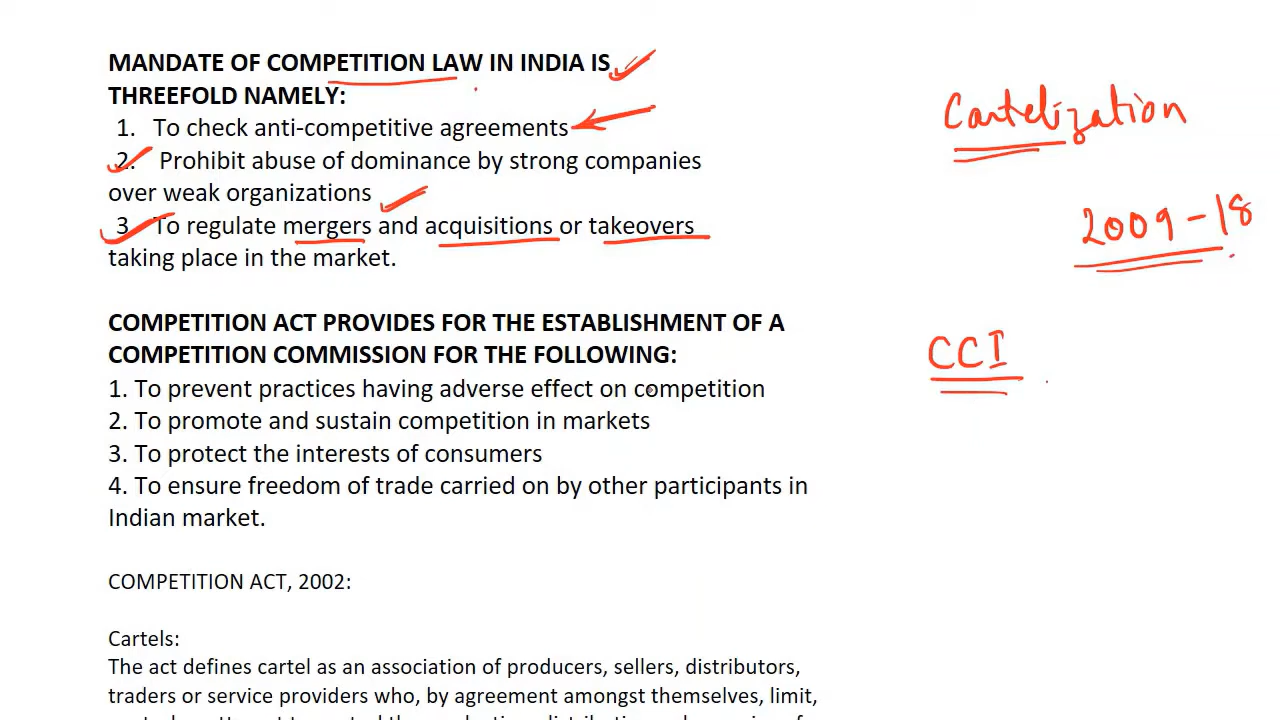 MANDATE OF COMPETITION LAW IN INDIA IS
THREEFOLD NAMELY:
1. To check anti-competitive agreements
2. Prohibit abuse of dominance by strong companies
over weak organizations
3 To regulate mergers and acquisitions or takeovers
taking place in the market.
Cartelization
2009-18
CCI
COMPETITION ACT PROVIDES FOR THE ESTABLISHMENT OF A
COMPETITION COMMISSION FOR THE FOLLOWING:
1. To prevent practices having adverse effect on competition
2. To promote and sustain competition in markets
3. To protect the interests of consumers
4. To ensure freedom of trade carried on by other participants in
Indian market.
COMPETITION ACT, 2002:
Cartels:
The act defines cartel as an association of producers, sellers, distributors,
traders or service providers who, by agreement amongst themselves, limit,